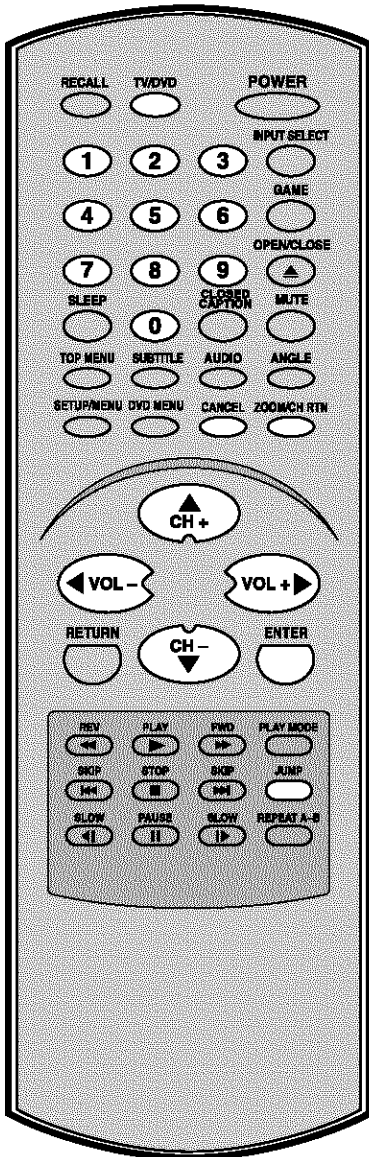 RECALL TV/DVD POWER
INPUT SELECT
1 2 3
GAME
4 5 6
OPEN/CLOSE
7 8 9
SLEEP CLOSED CAPTION MUTE
0
TOP MENU SUBTITLE AUDIO ANGLE
SETUP/MENU DVD MENU CANCEL ZOOM/CH RTN
CH +
VOL – VOL +
RETURN CH – ENTER
REV PLAY FWD PLAY MODE
SKIP STOP SKIP JUMP
SLOW PAUSE SLOW REPEAT A–B